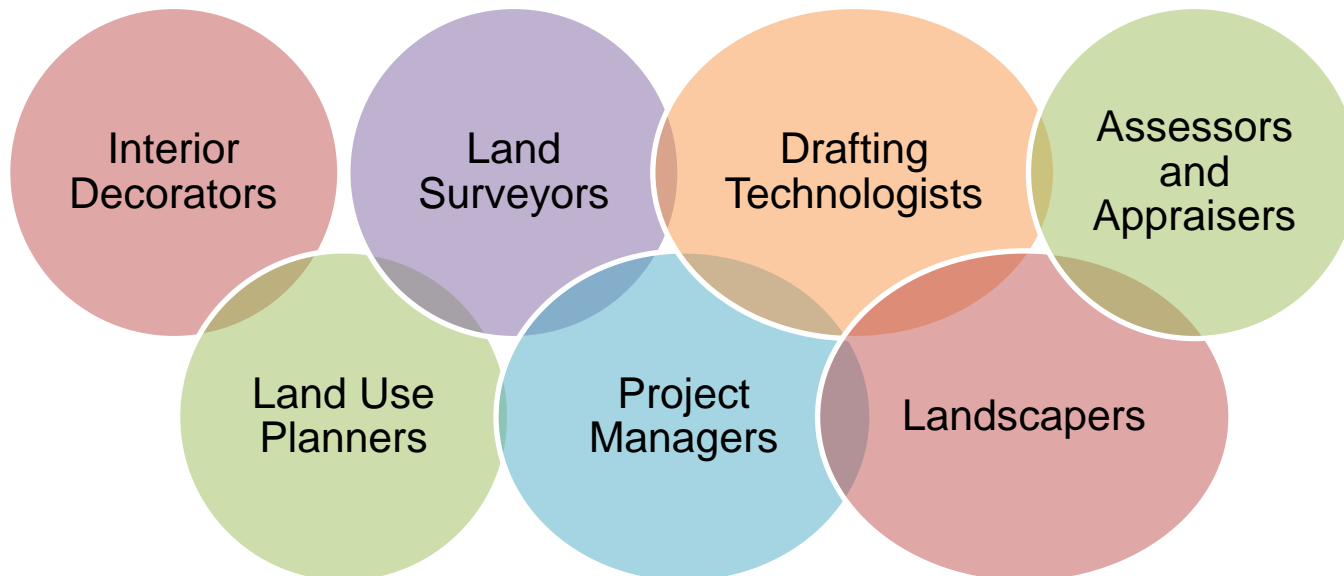 Interior
Decorators
Land
Surveyors
Drafting
Technologists
Assessors
and
Appraisers
Land Use
Planners
Project
Managers
Landscapers